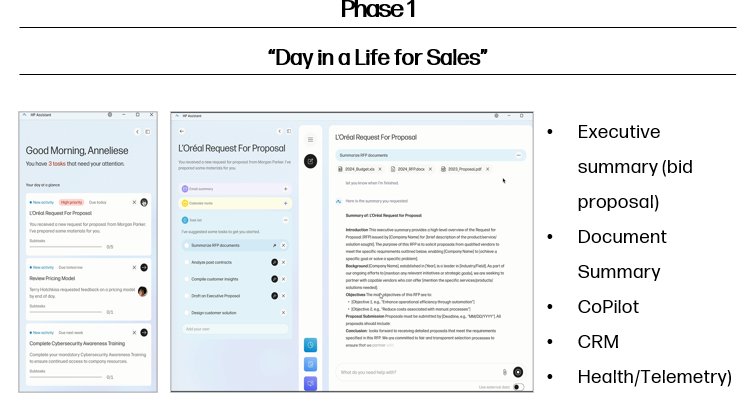 Phase 1
“Day in a Life for Sales”
HP Assistant
Good Morning, Anneliese
You have 3 tasks that need your attention.
Your day at a glance
New activity High priority Due today
L'Oréal Request For Proposal
You received a new request for proposal from Morgan Parker.
I've prepared some materials for you.
Subtasks
0/5
New activity Due tomorrow
Review Pricing Model
Terry Hotchkiss requested feedback on a pricing model
by end of day.
Subtasks
0/5
New activity Due next week
Complete Cybersecurity Awareness Training
Complete your mandatory Cybersecurity Awareness Training
to ensure continued access to company resources.
Subtasks
0/5
HP Assistant
L'Oréal Request For Proposal
You received a new request for proposal from Morgan Parker. I've
prepared some materials for you.
Email summary
Calendar invite
Task list
I've suggested some tasks to get you started.
Summarize RFP documents
Analyze past contracts
Compile customer insights
Draft an Executive Proposal
Design customer solution
Add your own
L'Oréal Request For Proposal
Summarize RFP documents
2024_Budget.xls
2024_RFP.docx
2023_Proposal.pdf
let you know when I'm finished.
Here is the summary you requested
Summary of: L'Oréal Request for Proposal
Introduction This executive summary provides a high-level overview of the Request for
Proposal (RFP) issued by [Company Name] for [brief description of the product/service/
solution sought]. The purpose of this RFP is to solicit proposals from qualified vendors to
meet the specific requirements outlined below, enabling [Company Name] to [achieve a
specific goal or solve a specific problem].
Background [Company Name], established in [Year], is a leader in [Industry/Field]. As part of
our ongoing efforts to [mention any relevant initiatives or strategic goals], we are seeking to
partner with capable vendors who can offer [mention the specific services/products/
solutions needed].
Objectives The main objectives of this RFP are to:
• [Objective 1, e.g., "Enhance operational efficiency through automation"]
• [Objective 2, e.g., "Reduce costs associated with manual processes"].
Proposal Submission Proposals must be submitted by [Deadline e.g., "MM/DD/YYYY"]. All
proposals should include:
Conclusion: looks forward to receiving detailed proposals that meet the requirements
specified in this RFP. We are committed to a fair and transparent selection process to
ensure that our partner
What do you need help with?
Use external data
• Executive
summary (bid
proposal)
• Document
Summary
• CoPilot
• CRM
• Health/Telemetry)